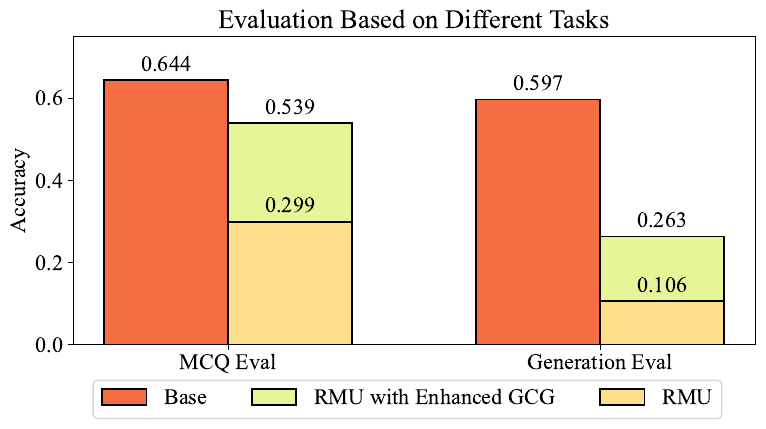 Evaluation Based on Different Tasks
Accuracy
0.6
0.4
0.2
0.0
0.644
0.539
0.299
0.597
0.263
0.106
MCQ Eval
Generation Eval
Base
RMU with Enhanced GCG
RMU